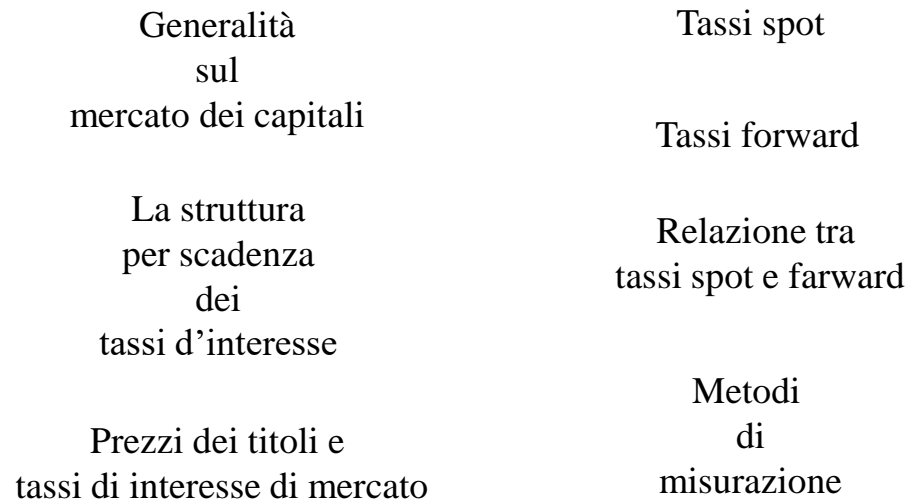 Generalità
sul
mercato dei capitali
La struttura
per scadenza
dei
tassi d’interesse
Prezzi dei titoli e
tassi di interesse di mercato
Tassi spot
Tassi forward
Relazione tra
tassi spot e farward
Metodi
di
misurazione